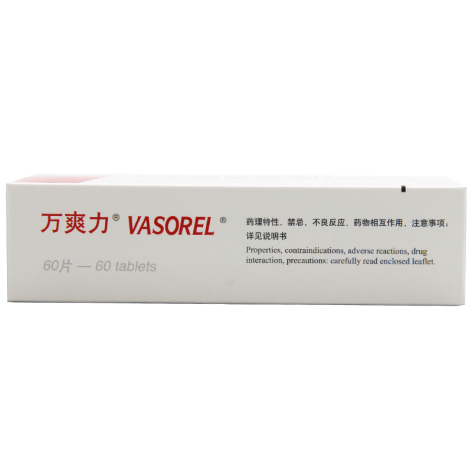 万爽力® VASOREL®
60片 — 60 tablets
药理特性、禁忌、不良反应、药物相互作用、注意事项:
详见说明书
Properties, contraindications, adverse reactions, drug
interaction, precautions: carefully read enclosed leaflet.